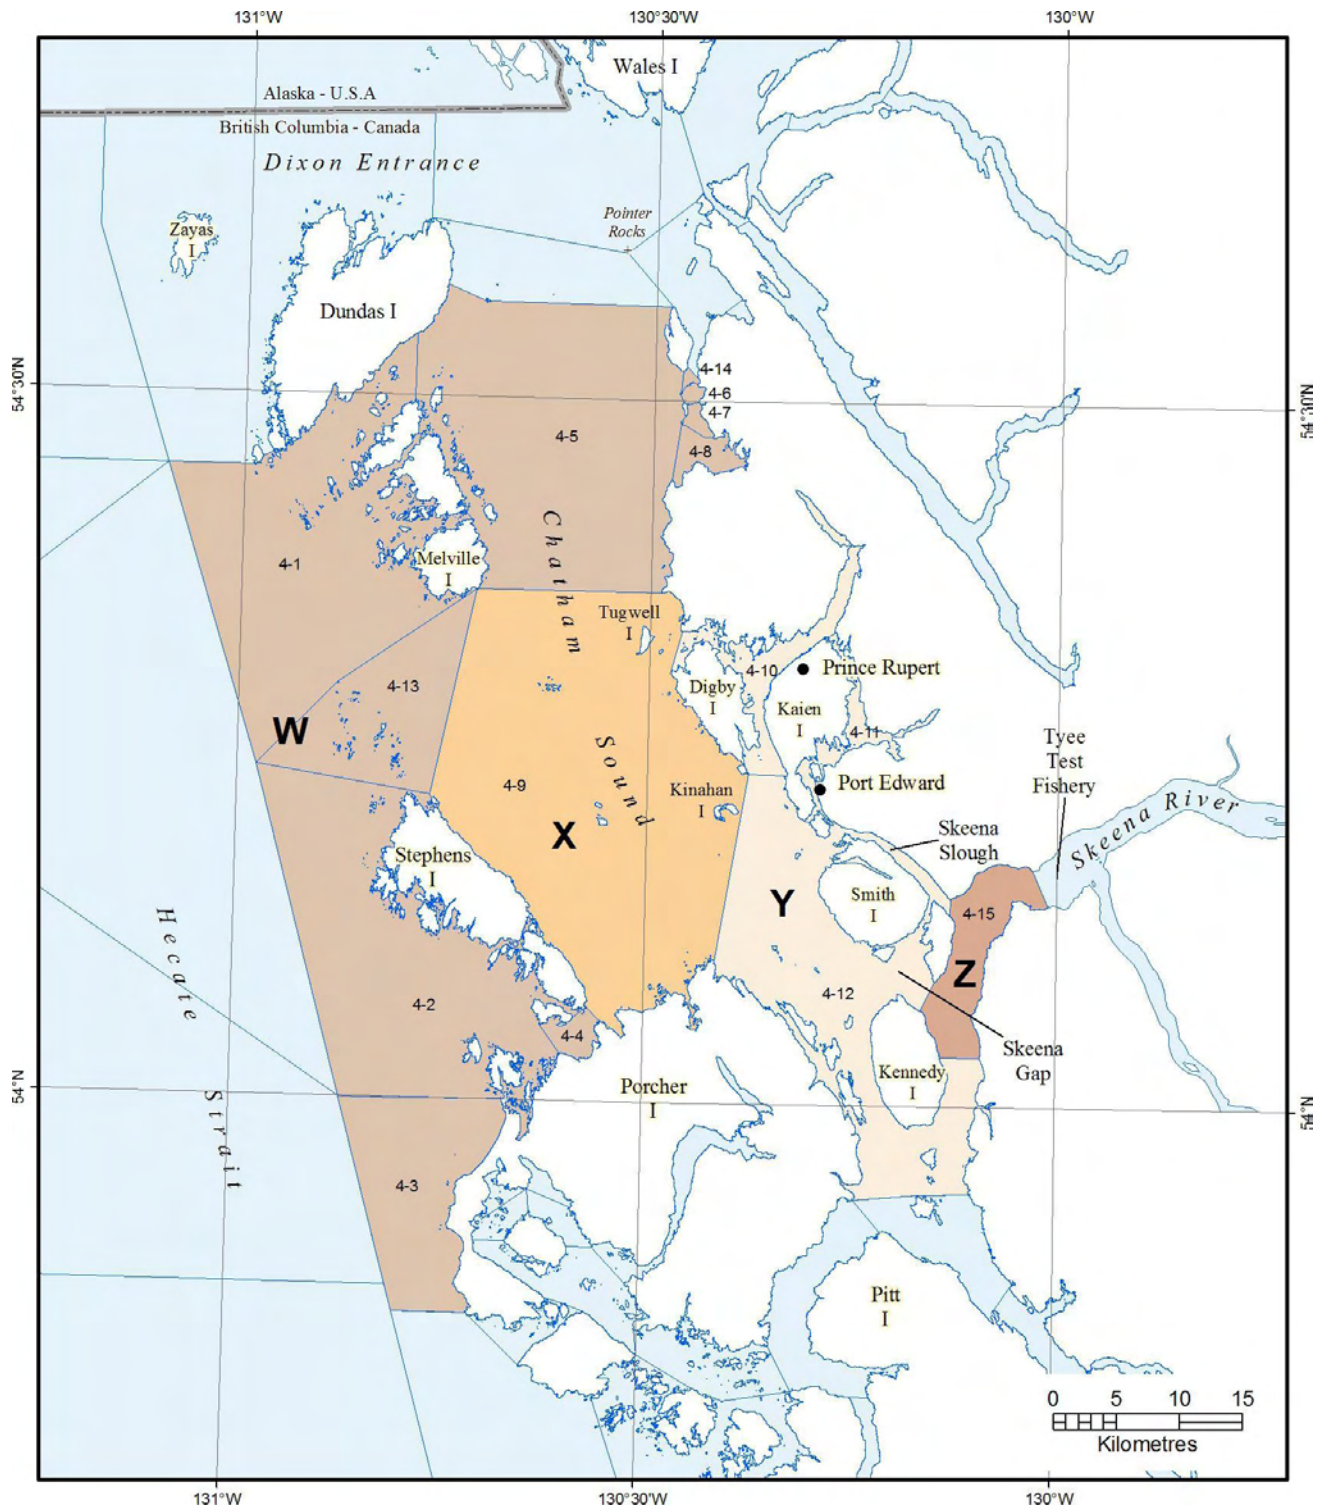 131°W 130°30'W 130°W
Wales I
Alaska - U.S.A
British Columbia - Canada
Dixon Entrance
Pointer
Rocks
Zayas
I
Dundas I
54°30'N
54°30'N
4-14
4-6
4-7
4-5
4-8
Chatham
Sound
4-1
Melville
I
Tugwell
I
4-10
Prince Rupert
4-13
Digby
I
Kaien
I
W
4-11
Tyee
Test
Fishery
4-9
Kinahan
I
Port Edward
Skeena River
X
Skeena
Slough
Stephens
I
Smith
I
Y
4-15
Hecate
Strait
Z
4-2
4-12
4-4
Skeena
Gap
54°N
54°N
Porcher
I
Kennedy
I
4-3
Pitt
I
0 5 10 15
Kilometres
131°W 130°30'W 130°W